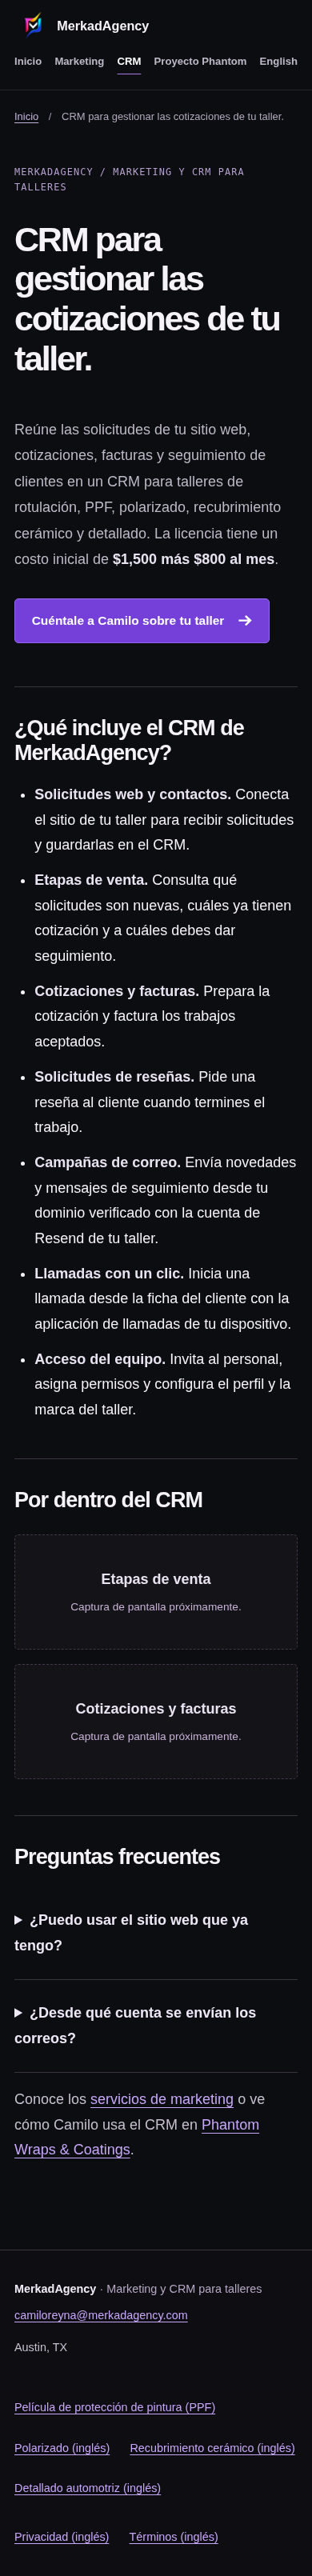 MerkadAgency
Inicio Marketing CRM Proyecto Phantom English
Inicio / CRM para gestionar las cotizaciones de tu taller.
MERKADAGENCY / MARKETING Y CRM PARA
TALLERES
CRM para
gestionar las
cotizaciones de tu
taller.
Reúne las solicitudes de tu sitio web,
cotizaciones, facturas y seguimiento de
clientes en un CRM para talleres de
rotulación, PPF, polarizado, recubrimiento
cerámico y detallado. La licencia tiene un
costo inicial de $1,500 más $800 al mes.
Cuéntale a Camilo sobre tu taller →
¿Qué incluye el CRM de
MerkadAgency?
• Solicitudes web y contactos. Conecta
el sitio de tu taller para recibir solicitudes
y guardarlas en el CRM.
• Etapas de venta. Consulta qué
solicitudes son nuevas, cuáles ya tienen
cotización y a cuáles debes dar
seguimiento.
• Cotizaciones y facturas. Prepara la
cotización y factura los trabajos
aceptados.
• Solicitudes de reseñas. Pide una
reseña al cliente cuando termines el
trabajo.
• Campañas de correo. Envía novedades
y mensajes de seguimiento desde tu
dominio verificado con la cuenta de
Resend de tu taller.
• Llamadas con un clic. Inicia una
llamada desde la ficha del cliente con la
aplicación de llamadas de tu dispositivo.
• Acceso del equipo. Invita al personal,
asigna permisos y configura el perfil y la
marca del taller.
Por dentro del CRM
Etapas de venta
Captura de pantalla próximamente.
Cotizaciones y facturas
Captura de pantalla próximamente.
Preguntas frecuentes
▶ ¿Puedo usar el sitio web que ya
tengo?
▶ ¿Desde qué cuenta se envían los
correos?
Conoce los servicios de marketing o ve
cómo Camilo usa el CRM en Phantom
Wraps & Coatings.
MerkadAgency · Marketing y CRM para talleres
camiloreyna@merkadagency.com
Austin, TX
Película de protección de pintura (PPF)
Polarizado (inglés) Recubrimiento cerámico (inglés)
Detallado automotriz (inglés)
Privacidad (inglés) Términos (inglés)